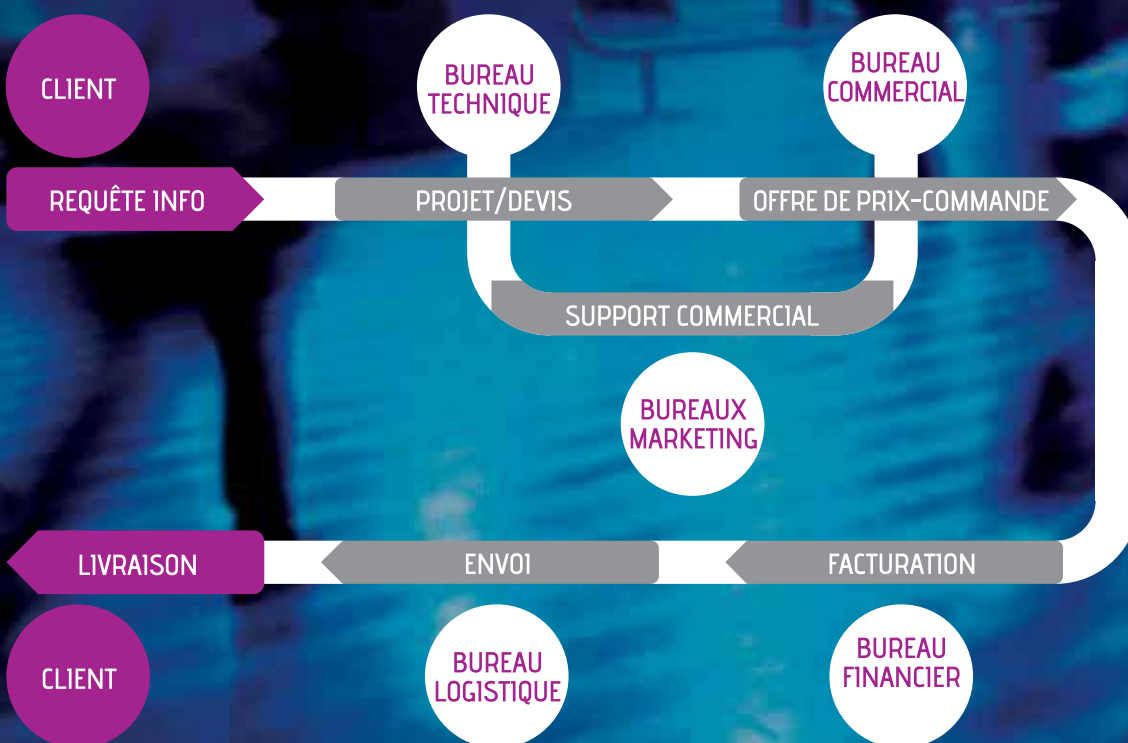 CLIENT
BUREAU
TECHNIQUE
BUREAU
COMMERCIAL
REQUÊTE INFO
PROJET/DEVIS
OFFRE DE PRIX-COMMANDE
SUPPORT COMMERCIAL
BUREAUX
MARKETING
LIVRAISON
ENVOI
FACTURATION
CLIENT
BUREAU
LOGISTIQUE
BUREAU
FINANCIER